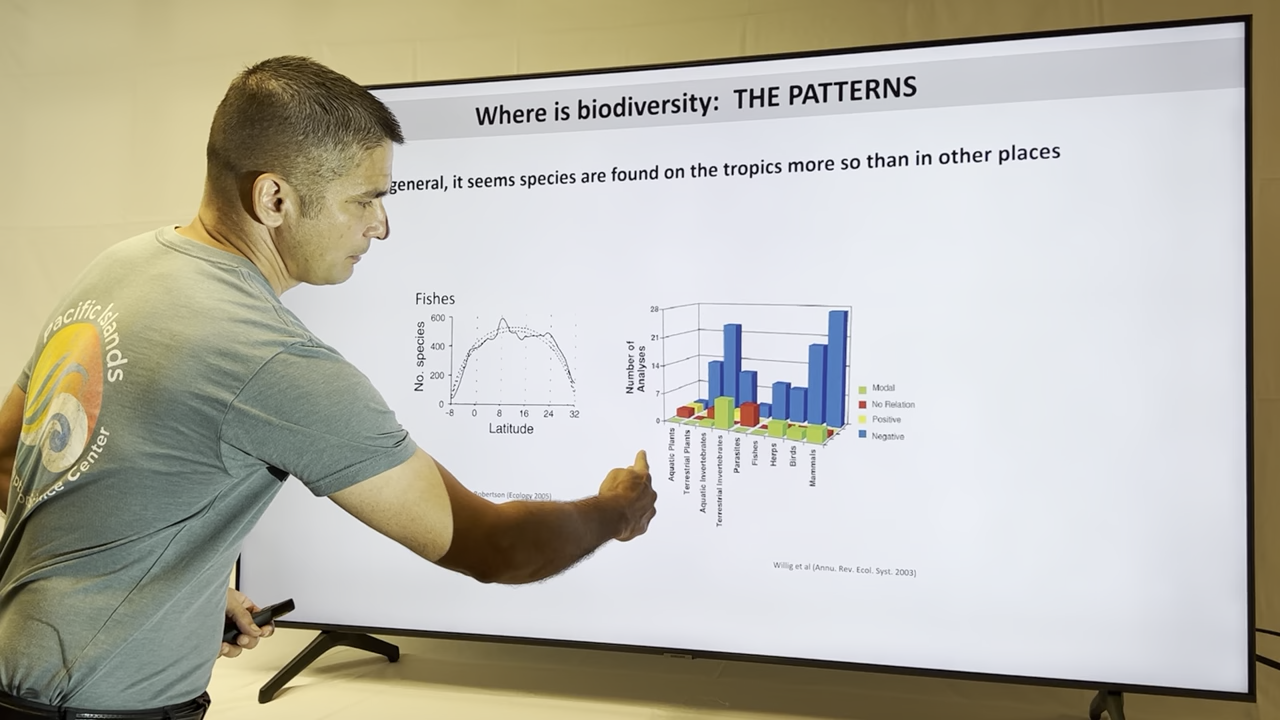 Where is biodiversity: THE PATTERNS
general, it seems species are found on the tropics more so than in other places
Fishes
600
400
200
0
No. species
-8 0 8 16 24 32
Latitude
Robertson (Ecology 2005)
28
21
14
7
0
Number of
Analyses
Aquatic Plants
Terrestrial Plants
Aquatic Invertebrates
Terrestrial Invertebrates
Parasites
Fishes
Herps
Birds
Mammals
Modal
No Relation
Positive
Negative
Willig et al (Annu. Rev. Ecol. Syst. 2003)
Pacific Islands
Center